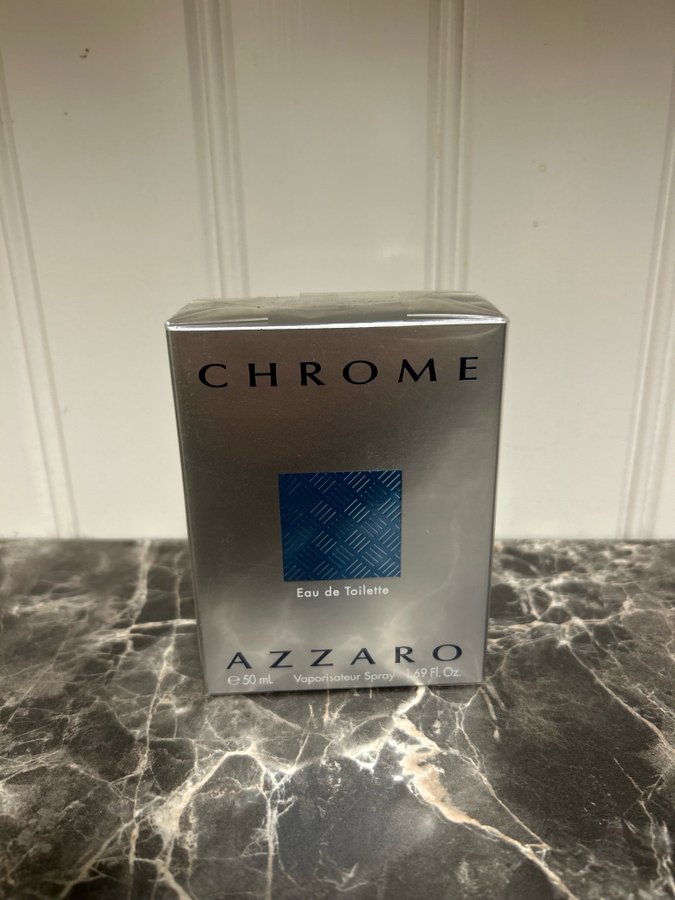 CHROME
Eau de Toilette
AZZARO
℮ 50 mL Vaporisateur Spray 1.69 Fl. Oz.